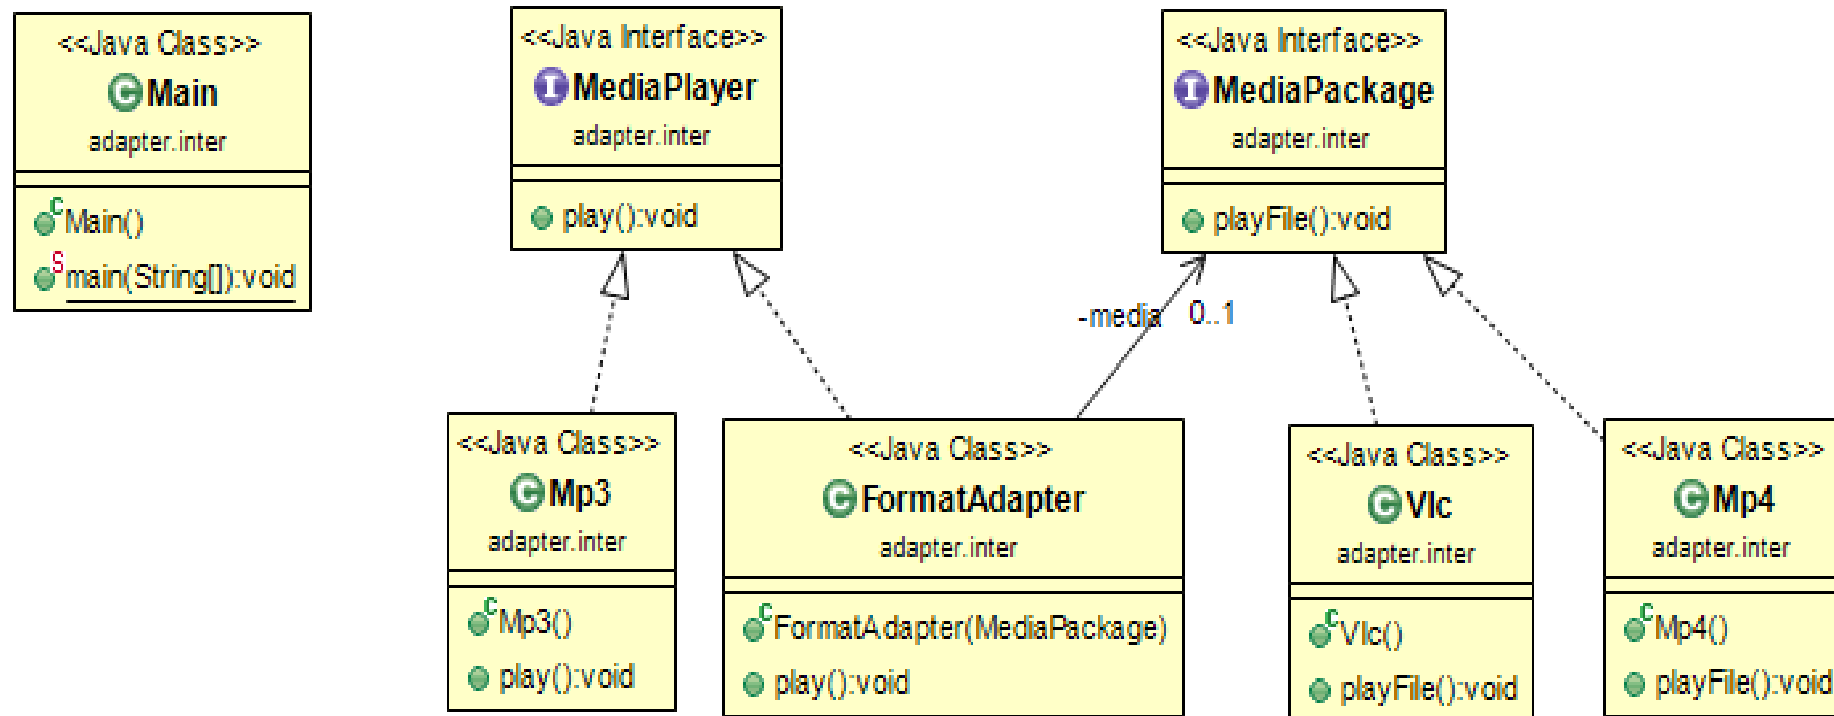 <<Java Class>>
C Main
adapter.inter
C Main()
S main(String[]):void
<<Java Interface>>
I MediaPlayer
adapter.inter
play():void
<<Java Interface>>
I MediaPackage
adapter.inter
playFile():void
-media 0..1
<<Java Class>>
C Mp3
adapter.inter
C Mp3()
play():void
<<Java Class>>
C FormatAdapter
adapter.inter
C FormatAdapter(MediaPackage)
play():void
<<Java Class>>
C Vlc
adapter.inter
C Vlc()
playFile():void
<<Java Class>>
C Mp4
adapter.inter
C Mp4()
playFile():void